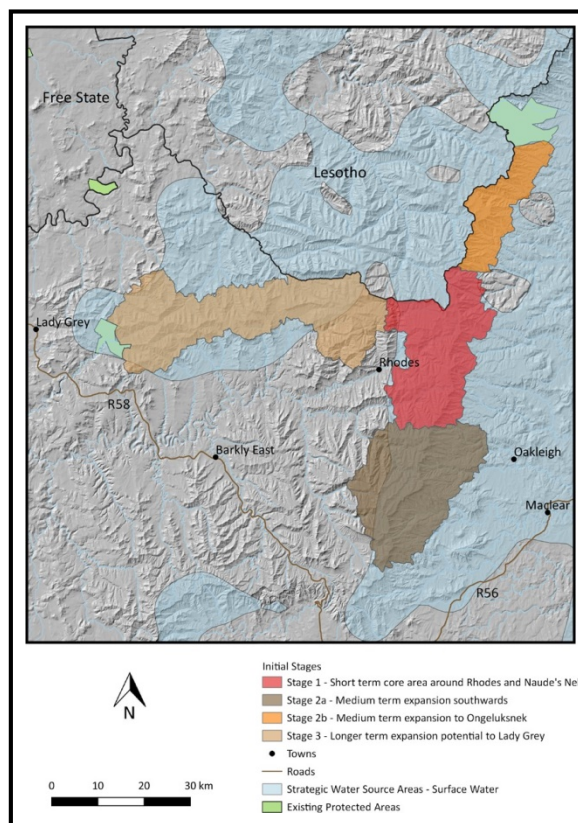 Free State
Lesotho
Lady Grey
Rhodes
R58
Barkly East
Oakleigh
Maclear
R56
N
0 10 20 30 km
Initial Stages
Stage 1 - Short term core area around Rhodes and Naude's Ne
Stage 2a - Medium term expansion southwards
Stage 2b - Medium term expansion to Ongeluksnek
Stage 3 - Longer term expansion potential to Lady Grey
Towns
Roads
Strategic Water Source Areas - Surface Water
Existing Protected Areas